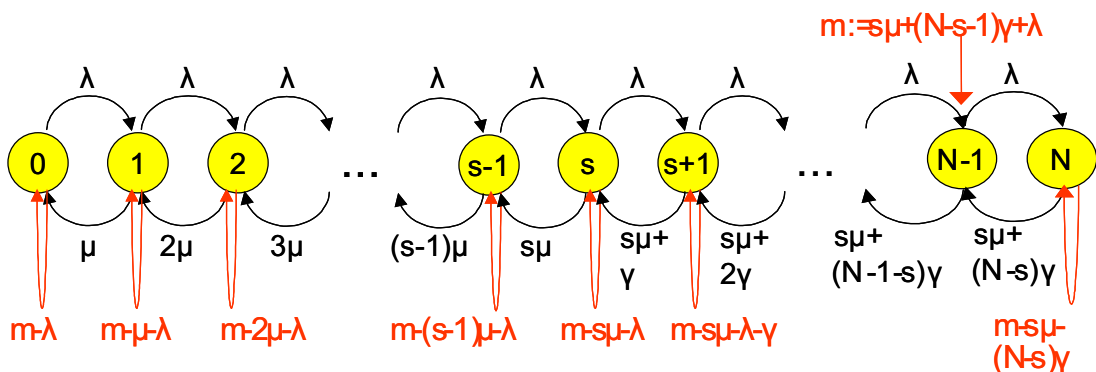 m:=sµ+(N-s-1)γ+λ
λ λ λ λ λ λ λ λ λ
0 1 2 ... s-1 s s+1 ... N-1 N
µ 2µ 3µ (s-1)µ sµ sµ+ sµ+ sµ+ sµ+
γ 2γ (N-1-s)γ (N-s)γ
m-λ m-µ-λ m-2µ-λ m-(s-1)µ-λ m-sµ-λ m-sµ-λ-γ m-sµ-
(N-s)γ